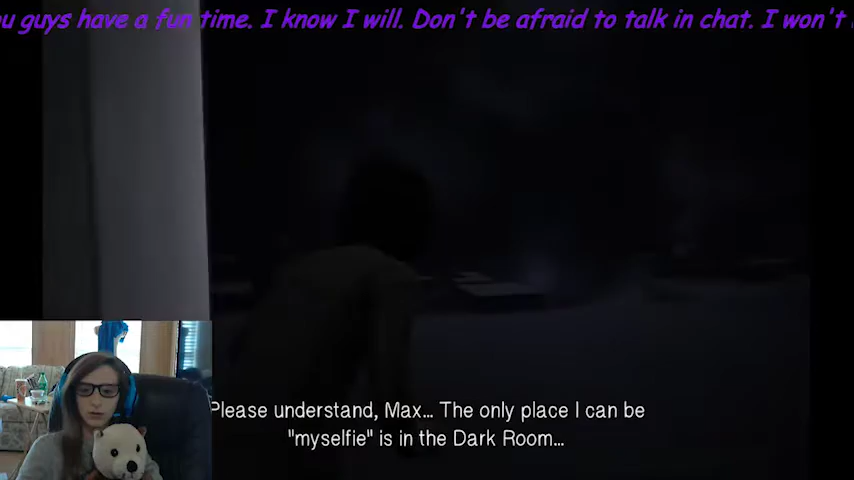 u guys have a fun time. I know I will. Don't be afraid to talk in chat. I won't
Please understand, Max... The only place I can be
"myselfie" is in the Dark Room...